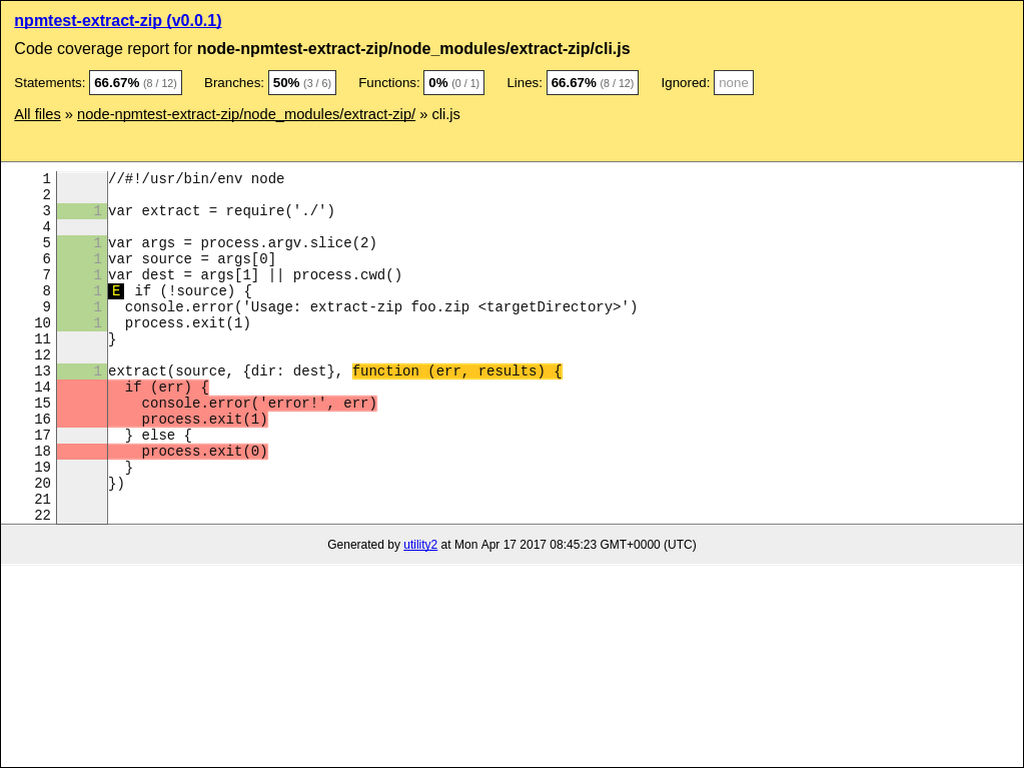 npmtest-extract-zip (v0.0.1)
Code coverage report for node-npmtest-extract-zip/node_modules/extract-zip/cli.js
Statements: 66.67% (8 / 12) Branches: 50% (3 / 6) Functions: 0% (0 / 1) Lines: 66.67% (8 / 12) Ignored: none
All files » node-npmtest-extract-zip/node_modules/extract-zip/ » cli.js
1 //#!/usr/bin/env node
2
3 1 var extract = require('./')
4
5 1 var args = process.argv.slice(2)
6 1 var source = args[0]
7 1 var dest = args[1] || process.cwd()
8 1 E if (!source) {
9 1   console.error('Usage: extract-zip foo.zip <targetDirectory>')
10 1   process.exit(1)
11 }
12
13 1 extract(source, {dir: dest}, function (err, results) {
14   if (err) {
15     console.error('error!', err)
16     process.exit(1)
17   } else {
18     process.exit(0)
19   }
20 })
21
22
Generated by utility2 at Mon Apr 17 2017 08:45:23 GMT+0000 (UTC)